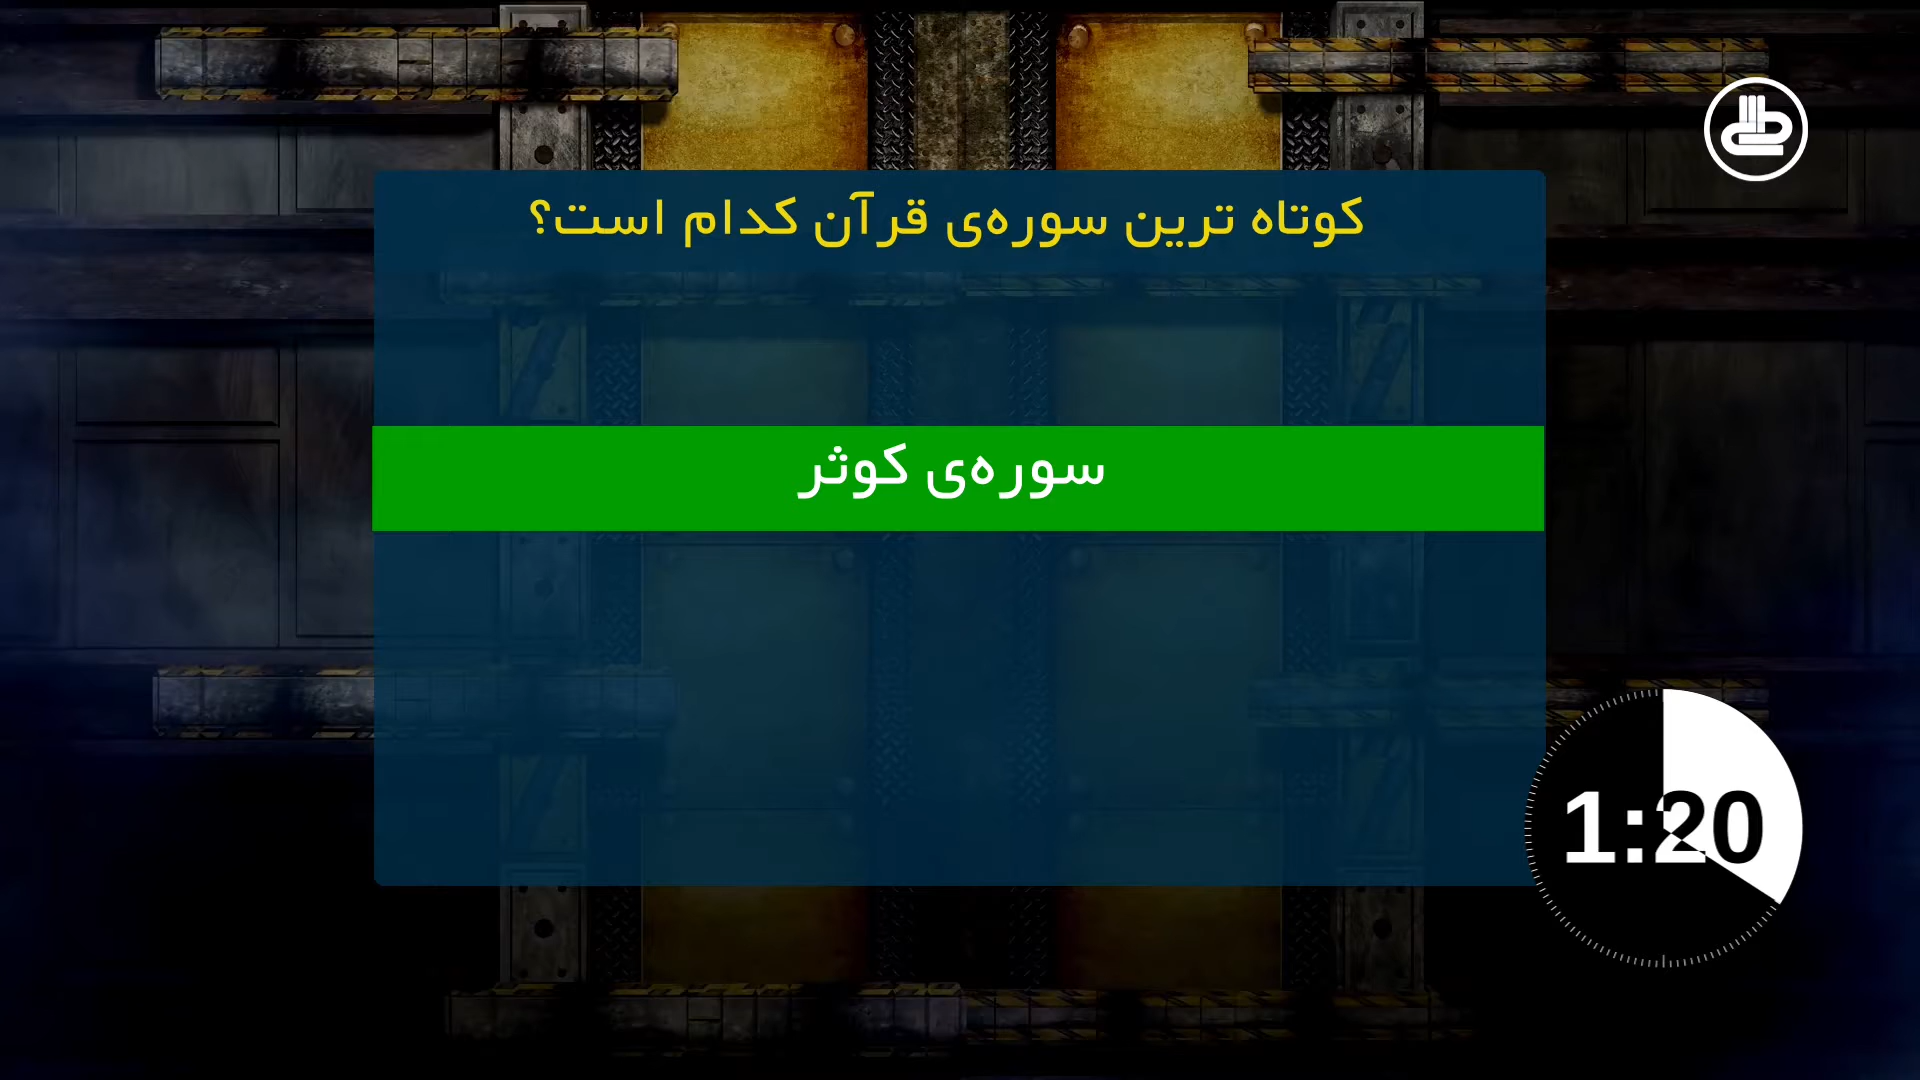 کوتاه ترین سوره‌ی قرآن کدام است؟
سوره‌ی کوثر
1:20